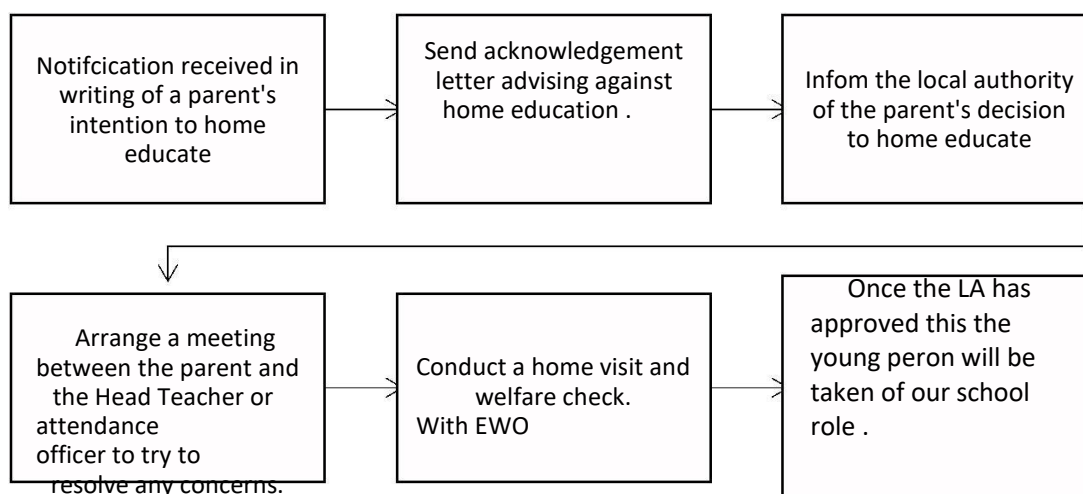 Notifcication received in
writing of a parent's
intention to home
educate
Send acknowledgement
letter advising against
home education .
Infom the local authority
of the parent's decision
to home educate
Arrange a meeting
between the parent and
the Head Teacher or
attendance
officer to try to
resolve any concerns.
Conduct a home visit and
welfare check.
With EWO
Once the LA has
approved this the
young peron will be
taken of our school
role .